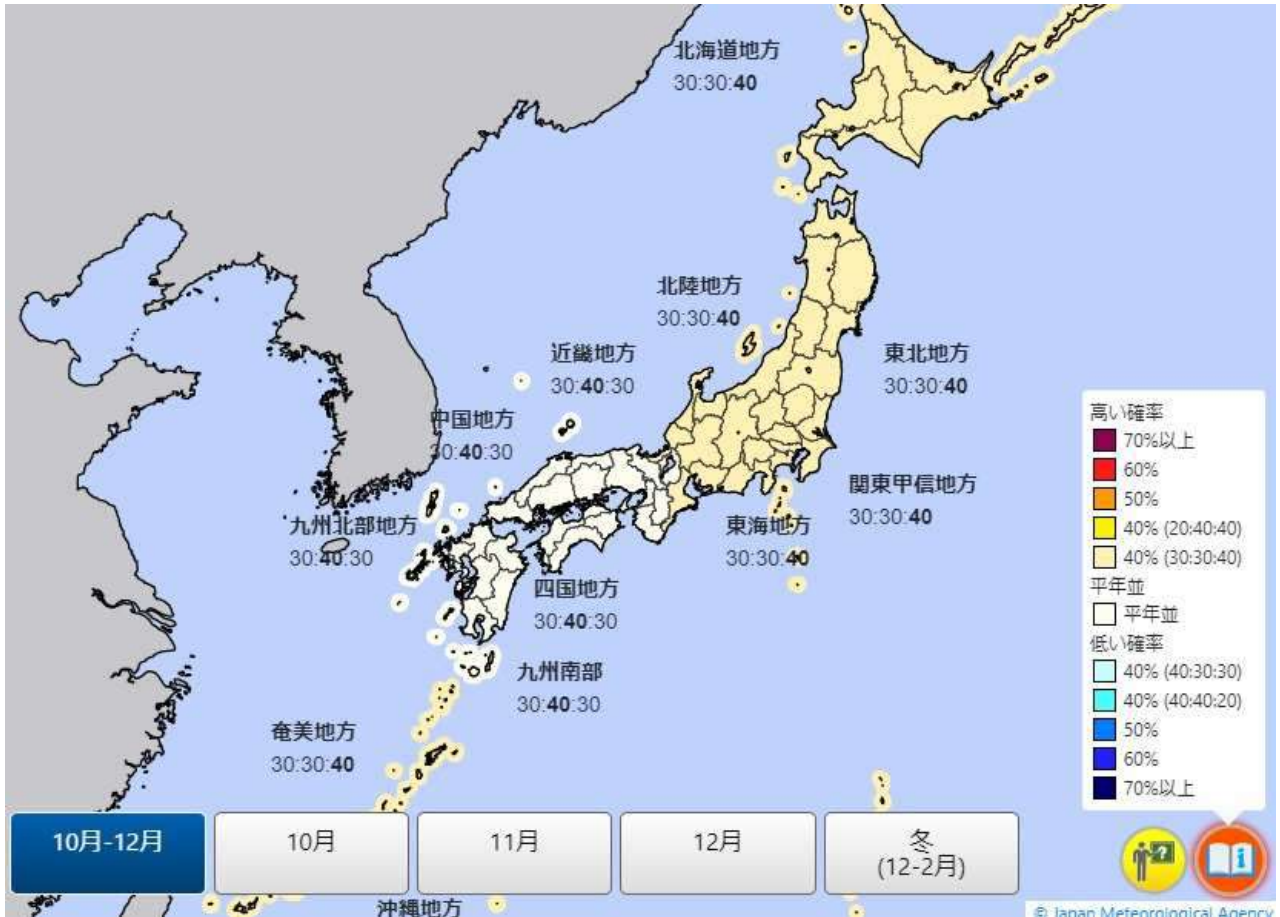 北海道地方
30:30:40
北陸地方
30:30:40
近畿地方
30:40:30
東北地方
30:30:40
中国地方
30:40:30
関東甲信地方
30:30:40
九州北部地方
30:40:30
東海地方
30:30:40
四国地方
30:40:30
九州南部
30:40:30
奄美地方
30:30:40
沖縄地方
高い確率
70%以上
60%
50%
40% (20:40:40)
40% (30:30:40)
平年並
平年並
低い確率
40% (40:30:30)
40% (40:40:20)
50%
60%
70%以上
10月-12月
10月
11月
12月
冬
(12-2月)
© Japan Meteorological Agency